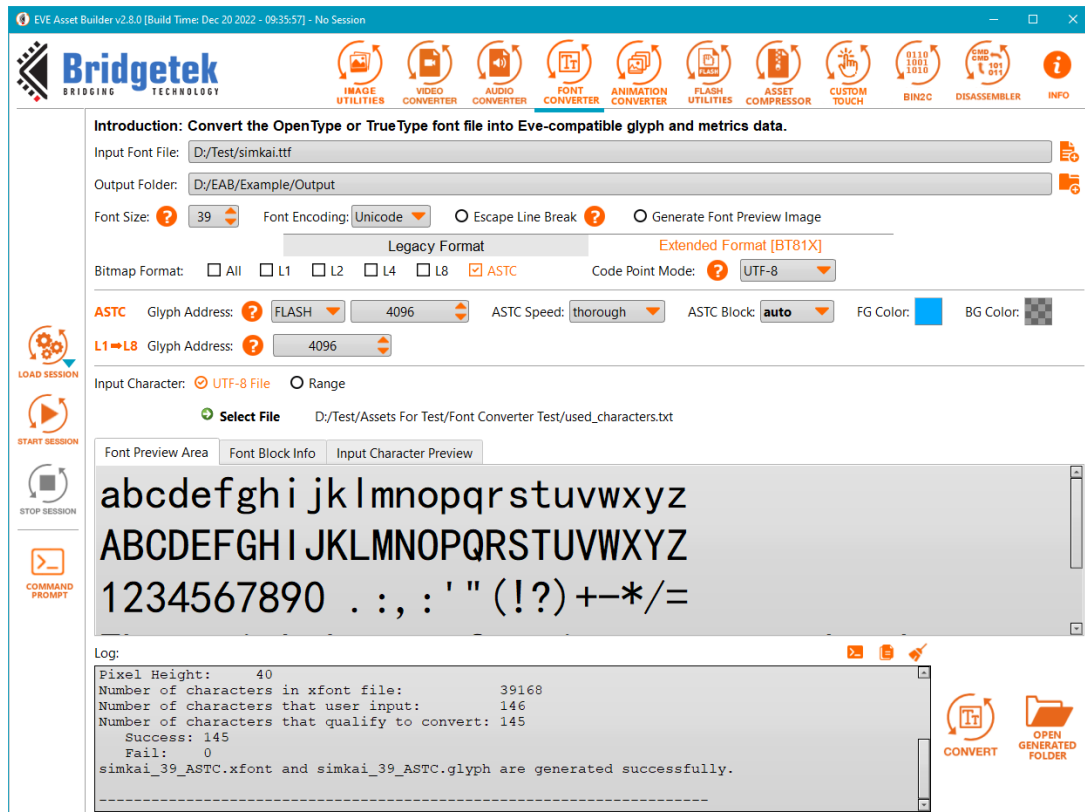 EVE Asset Builder v2.8.0 [Build Time: Dec 20 2022 - 09:35:57] - No Session
Bridgetek
BRIDGING TECHNOLOGY
IMAGE UTILITIES
VIDEO CONVERTER
AUDIO CONVERTER
FONT CONVERTER
ANIMATION CONVERTER
FLASH UTILITIES
ASSET COMPRESSOR
CUSTOM TOUCH
BIN2C
DISASSEMBLER
INFO
Introduction: Convert the OpenType or TrueType font file into Eve-compatible glyph and metrics data.
Input Font File: D:/Test/simkai.ttf
Output Folder: D:/EAB/Example/Output
Font Size: ? 39 Font Encoding: Unicode Escape Line Break ? Generate Font Preview Image
Legacy Format Extended Format [BT81X]
Bitmap Format: All L1 L2 L4 L8 ASTC Code Point Mode: ? UTF-8
ASTC Glyph Address: ? FLASH 4096 ASTC Speed: thorough ASTC Block: auto FG Color: BG Color:
L1➡L8 Glyph Address: ? 4096
Input Character: UTF-8 File Range
Select File D:/Test/Assets For Test/Font Converter Test/used_characters.txt
LOAD SESSION
START SESSION
STOP SESSION
COMMAND PROMPT
Font Preview Area Font Block Info Input Character Preview
abcdefghijklmnopqrstuvwxyz
ABCDEFGHIJKLMNOPQRSTUVWXYZ
1234567890 .:,:'"(!?)+-*/=
Log:
Pixel Height: 40
Number of characters in xfont file: 39168
Number of characters that user input: 146
Number of characters that qualify to convert: 145
Success: 145
Fail: 0
simkai_39_ASTC.xfont and simkai_39_ASTC.glyph are generated successfully.
----------------------------------------------------------------------
CONVERT
OPEN GENERATED FOLDER